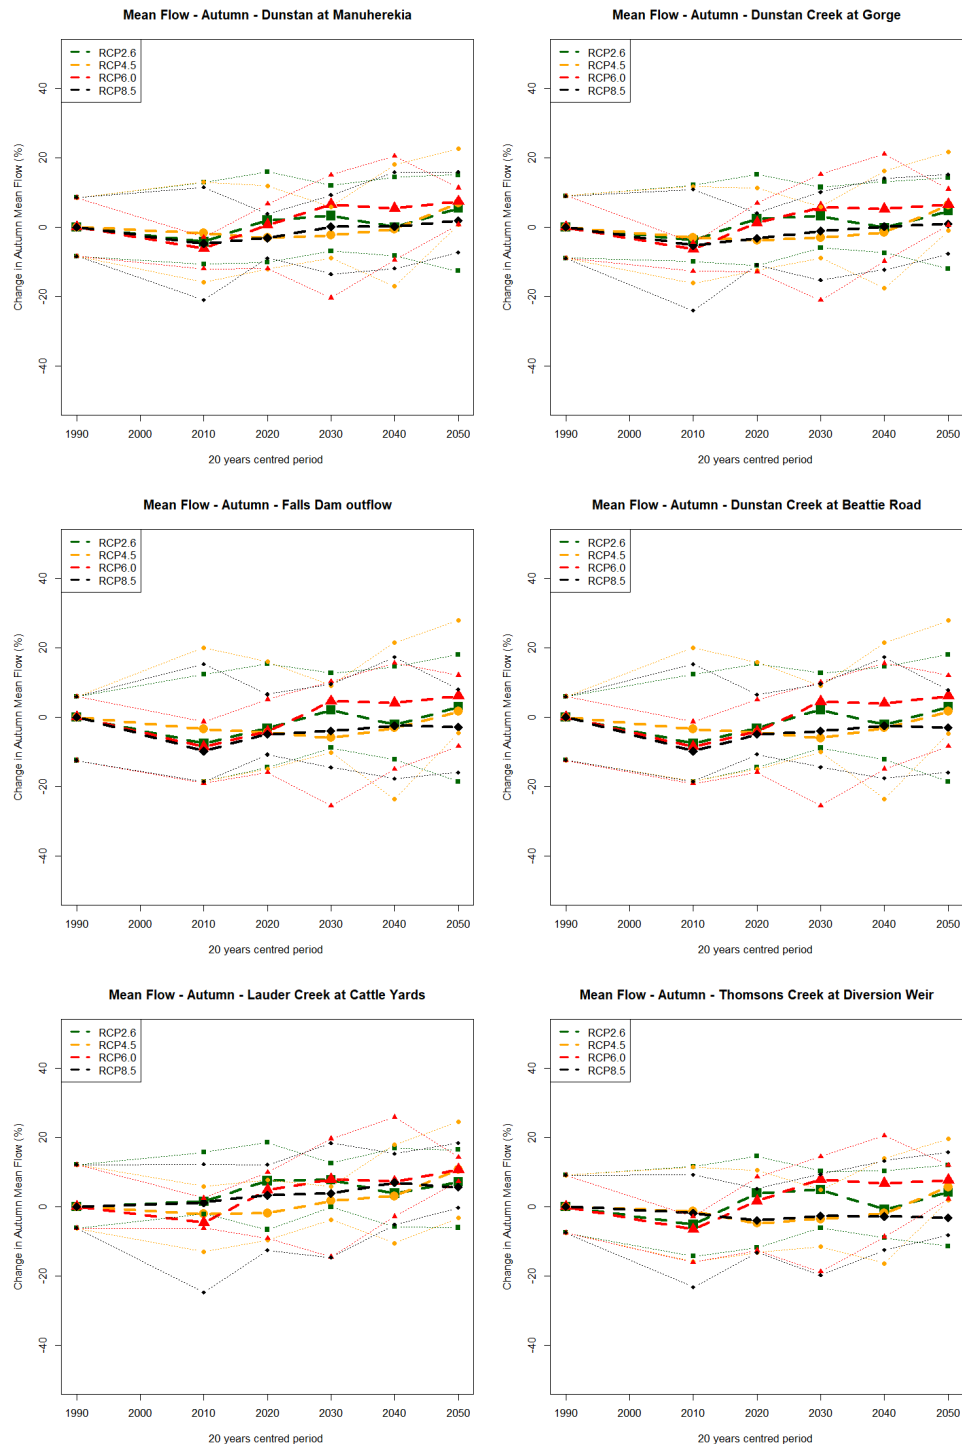 Mean Flow - Autumn - Dunstan at Manuherekia
RCP2.6
RCP4.5
RCP6.0
RCP8.5
Change in Autumn Mean Flow (%)
40
20
0
-20
-40
1990 2000 2010 2020 2030 2040 2050
20 years centred period
Mean Flow - Autumn - Dunstan Creek at Gorge
RCP2.6
RCP4.5
RCP6.0
RCP8.5
Change in Autumn Mean Flow (%)
40
20
0
-20
-40
1990 2000 2010 2020 2030 2040 2050
20 years centred period
Mean Flow - Autumn - Falls Dam outflow
RCP2.6
RCP4.5
RCP6.0
RCP8.5
Change in Autumn Mean Flow (%)
40
20
0
-20
-40
1990 2000 2010 2020 2030 2040 2050
20 years centred period
Mean Flow - Autumn - Dunstan Creek at Beattie Road
RCP2.6
RCP4.5
RCP6.0
RCP8.5
Change in Autumn Mean Flow (%)
40
20
0
-20
-40
1990 2000 2010 2020 2030 2040 2050
20 years centred period
Mean Flow - Autumn - Lauder Creek at Cattle Yards
RCP2.6
RCP4.5
RCP6.0
RCP8.5
Change in Autumn Mean Flow (%)
40
20
0
-20
-40
1990 2000 2010 2020 2030 2040 2050
20 years centred period
Mean Flow - Autumn - Thomsons Creek at Diversion Weir
RCP2.6
RCP4.5
RCP6.0
RCP8.5
Change in Autumn Mean Flow (%)
40
20
0
-20
-40
1990 2000 2010 2020 2030 2040 2050
20 years centred period